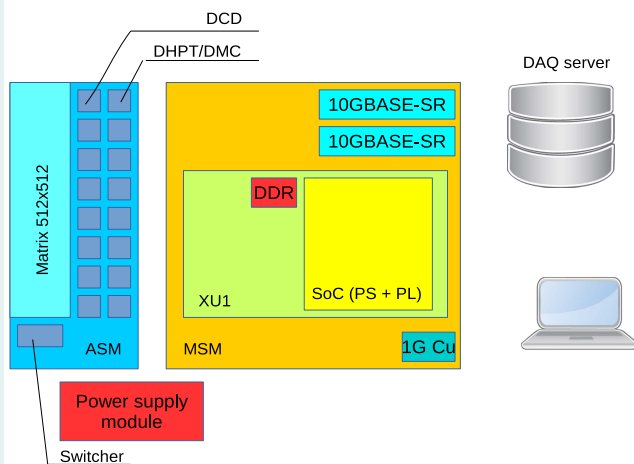 DCD
DHPT/DMC
DAQ server
10GBASE-SR
10GBASE-SR
Matrix 512x512
DDR
XU1
SoC (PS + PL)
ASM
MSM
1G Cu
Power supply
module
Switcher